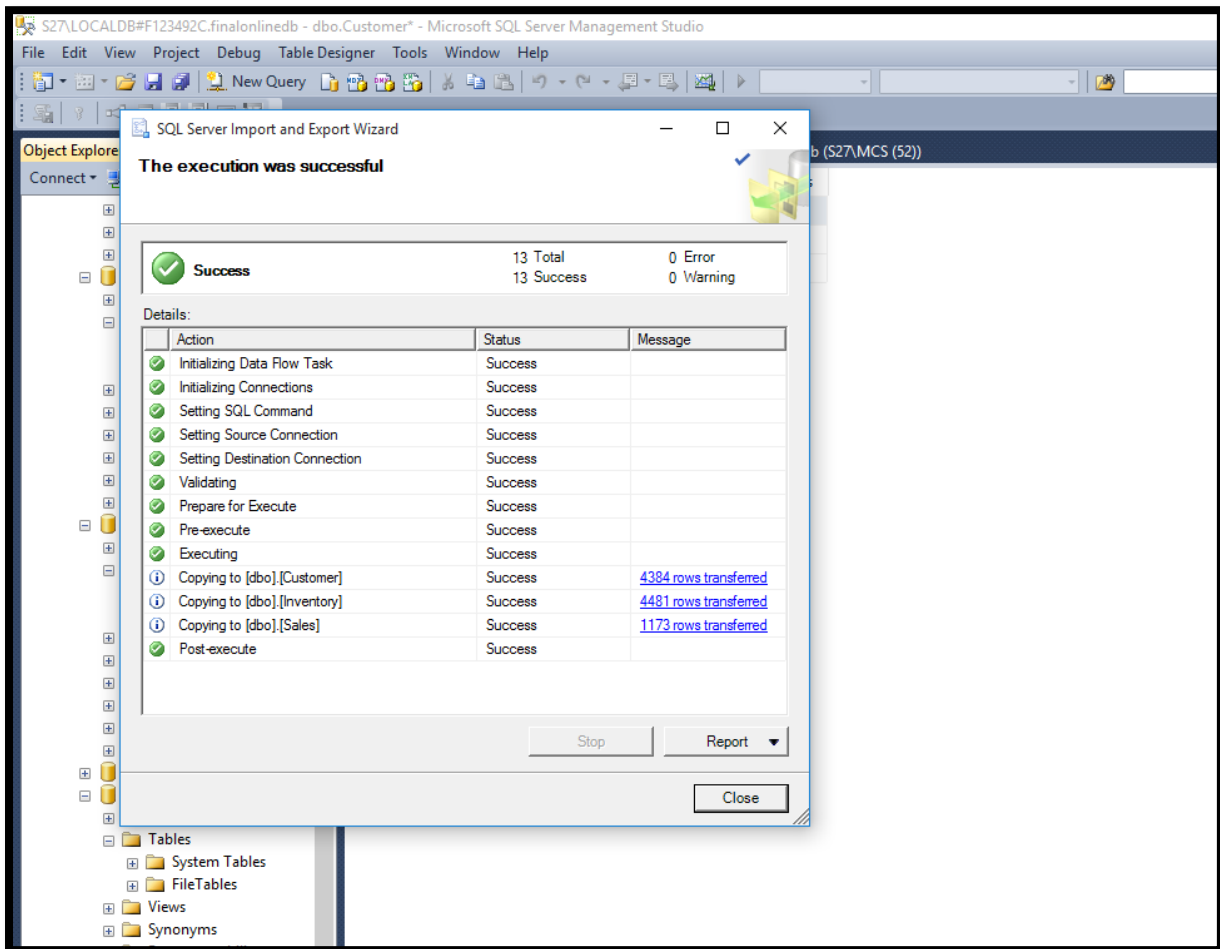 S27\LOCALDB#F123492C.finalonlinedb - dbo.Customer* - Microsoft SQL Server Management Studio
File Edit View Project Debug Table Designer Tools Window Help
New Query
Object Explore
b (S27\MCS (52))
Connect
SQL Server Import and Export Wizard
The execution was successful
Success
13 Total 0 Error
13 Success 0 Warning
Details:
Action Status Message
Initializing Data Flow Task Success
Initializing Connections Success
Setting SQL Command Success
Setting Source Connection Success
Setting Destination Connection Success
Validating Success
Prepare for Execute Success
Pre-execute Success
Executing Success
Copying to [dbo].[Customer] Success 4384 rows transferred
Copying to [dbo].[Inventory] Success 4481 rows transferred
Copying to [dbo].[Sales] Success 1173 rows transferred
Post-execute Success
Stop Report
Close
Tables
System Tables
FileTables
Views
Synonyms